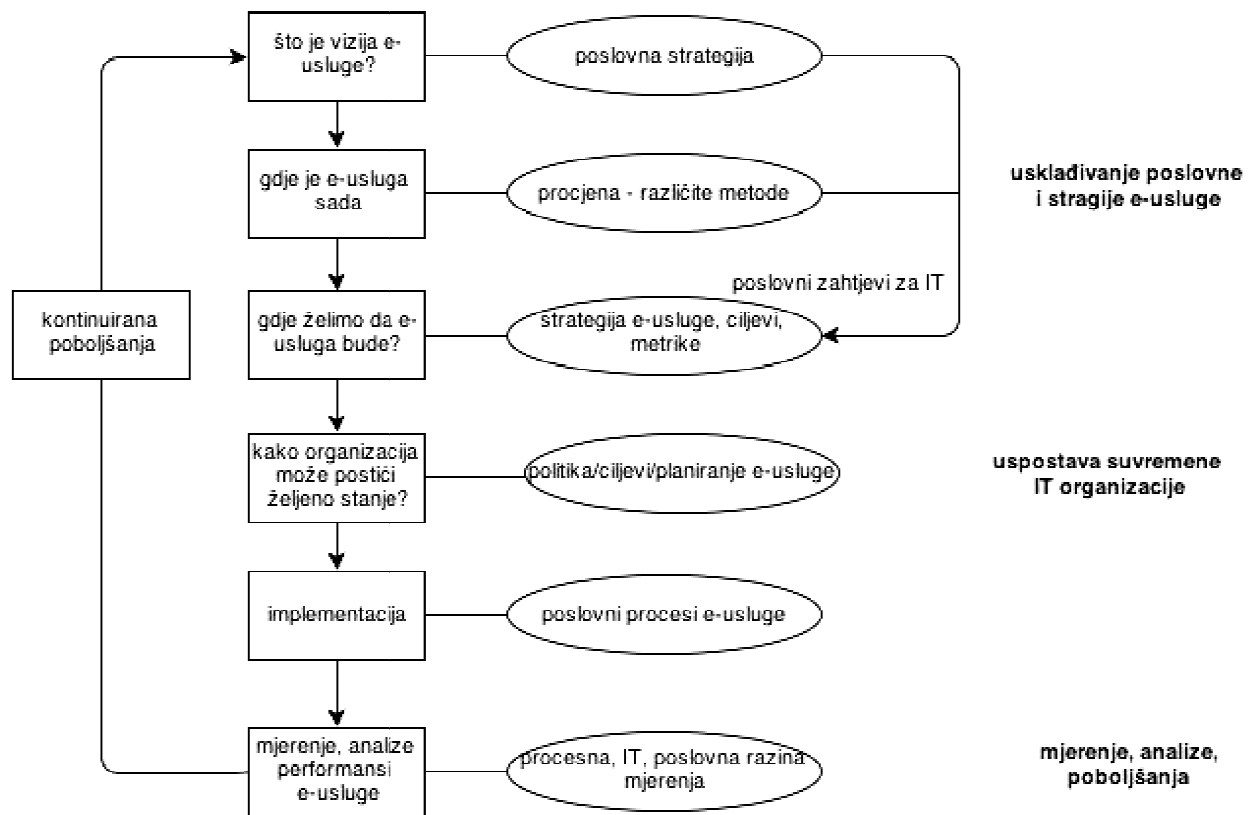 što je vizija e-
usluge?
poslovna strategija
gdje je e-usluga
sada
procjena - različite metode
usklađivanje poslovne
i stragije e-usluge
poslovni zahtjevi za IT
kontinuirana
poboljšanja
gdje želimo da e-
usluga bude?
strategija e-usluge, ciljevi,
metrike
kako organizacija
može postići
željeno stanje?
politika/ciljevi/planiranje e-usluge
uspostava suvremene
IT organizacije
implementacija
poslovni procesi e-usluge
mjerenje, analize
performansi
e-usluge
procesna, IT, poslovna razina
mjerenja
mjerenje, analize,
poboljšanja